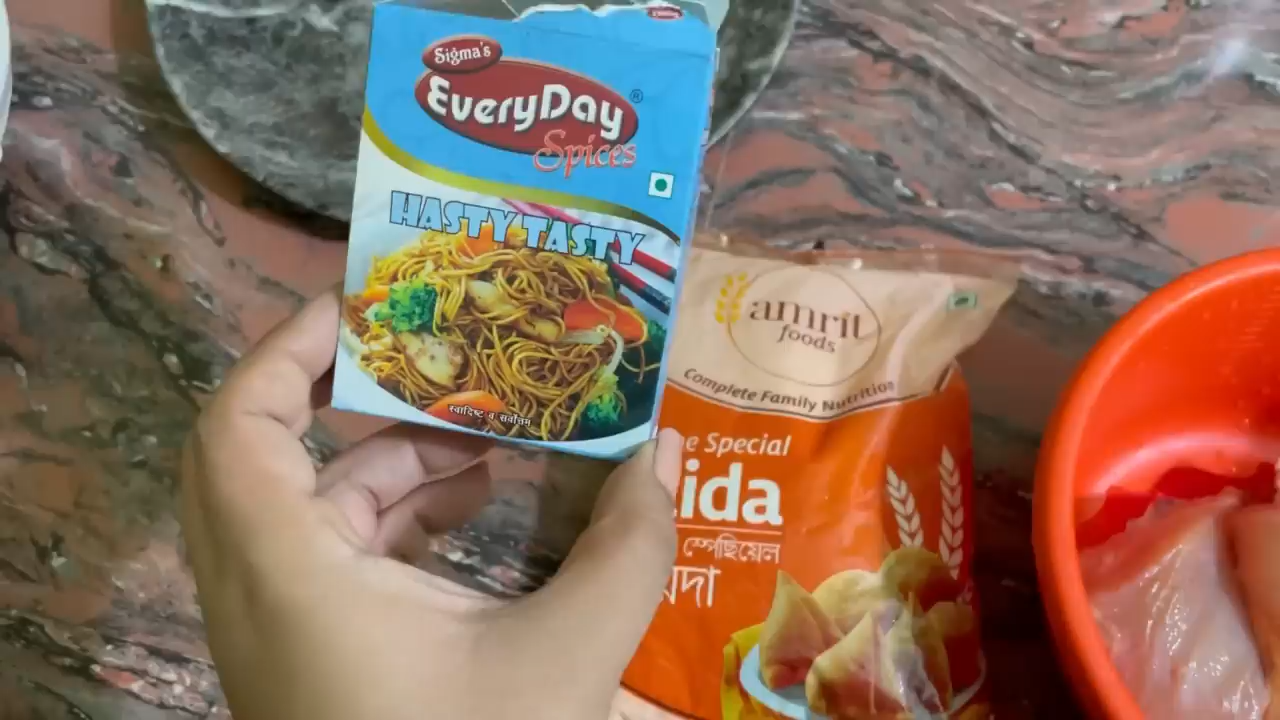 Sigma's
EveryDay®
Spices
HASTY TASTY
स्वादिष्ट व सर्वोत्तम
amrit
foods
Complete Family Nutrition
Special
ida
স্পেছিয়েল
য়দা